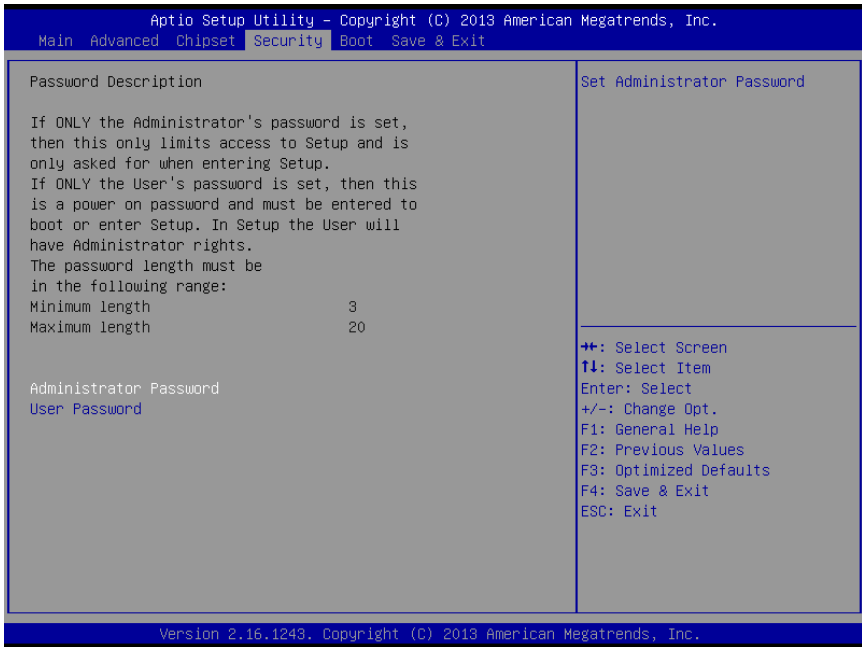 Aptio Setup Utility – Copyright (C) 2013 American Megatrends, Inc.
Main Advanced Chipset Security Boot Save & Exit
Password Description
If ONLY the Administrator's password is set,
then this only limits access to Setup and is
only asked for when entering Setup.
If ONLY the User's password is set, then this
is a power on password and must be entered to
boot or enter Setup. In Setup the User will
have Administrator rights.
The password length must be
in the following range:
Minimum length 3
Maximum length 20
Administrator Password
User Password
Set Administrator Password
→←: Select Screen
↑↓: Select Item
Enter: Select
+/-: Change Opt.
F1: General Help
F2: Previous Values
F3: Optimized Defaults
F4: Save & Exit
ESC: Exit
Version 2.16.1243. Copyright (C) 2013 American Megatrends, Inc.